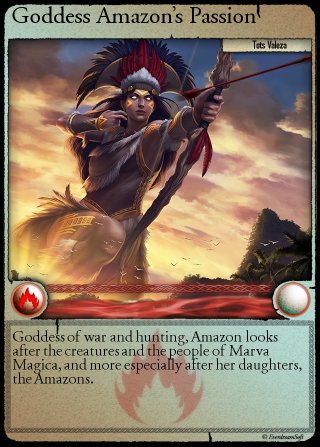 Goddess Amazon's Passion
Tots Valeza
Goddess of war and hunting, Amazon looks
after the creatures and the people of Marva
Magica, and more especially after her daughters,
the Amazons.
© EverdreamSoft